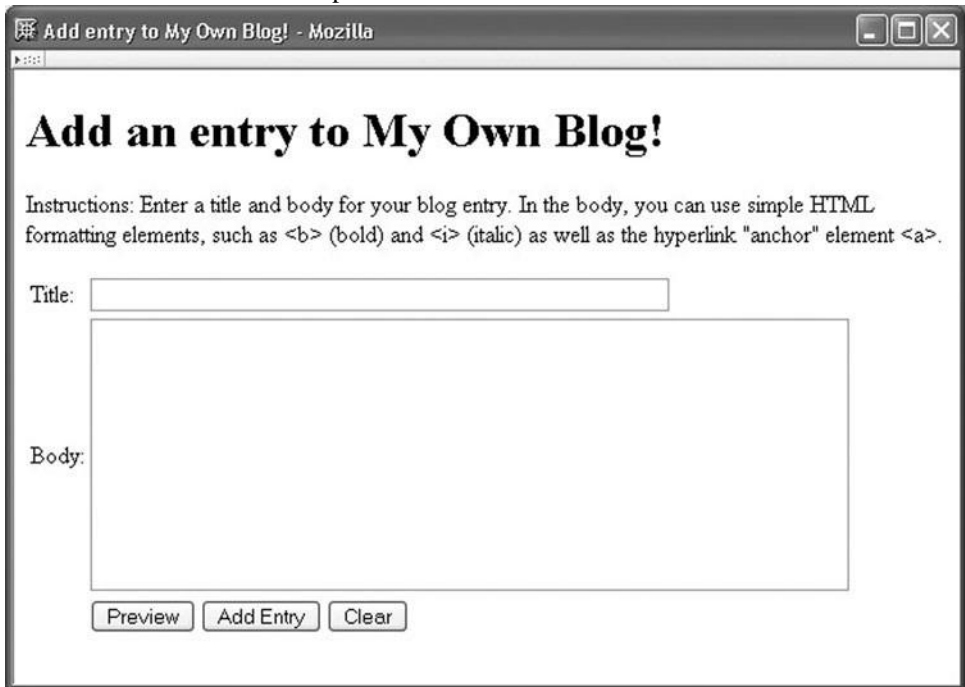 Add entry to My Own Blog! - Mozilla
Add an entry to My Own Blog!
Instructions: Enter a title and body for your blog entry. In the body, you can use simple HTML
formatting elements, such as <b> (bold) and <i> (italic) as well as the hyperlink "anchor" element <a>.
Title:
Body:
Preview Add Entry Clear